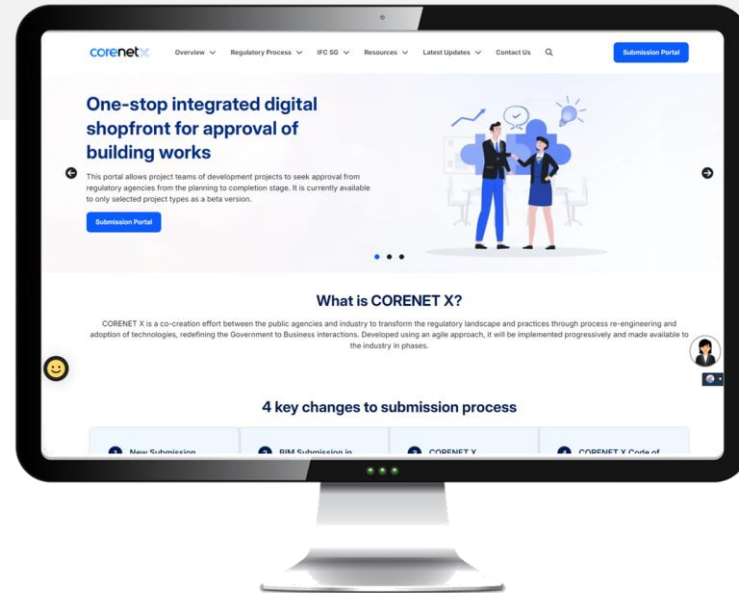 corenet X
Overview
Regulatory Process
IFC SG
Resources
Latest Updates
Contact Us
Submission Portal
One-stop integrated digital
shopfront for approval of
building works
This portal allows project teams of development projects to seek approval from
regulatory agencies from the planning to completion stage. It is currently available
to only selected project types as a beta version.
Submission Portal
What is CORENET X?
CORENET X is a co-creation effort between the public agencies and industry to transform the regulatory landscape and practices through process re-engineering and
adoption of technologies, redefining the Government to Business interactions. Developed using an agile approach, it will be implemented progressively and made available to
the industry in phases.
4 key changes to submission process
1 New Submission
2 BIM Submission in
3 CORENET X
4 CORENET X Code of